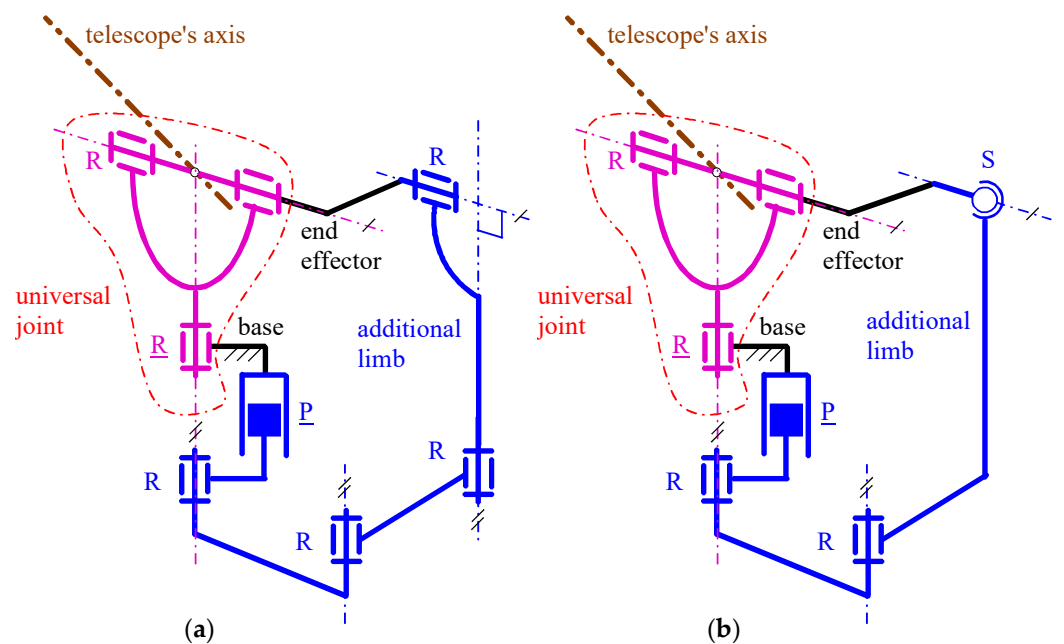 telescope's axis
R
R
end
effector
universal
joint
R
base
additional
limb
P
R
R
R
(a)
telescope's axis
R
S
end
effector
universal
joint
R
base
additional
limb
P
R
R
(b)